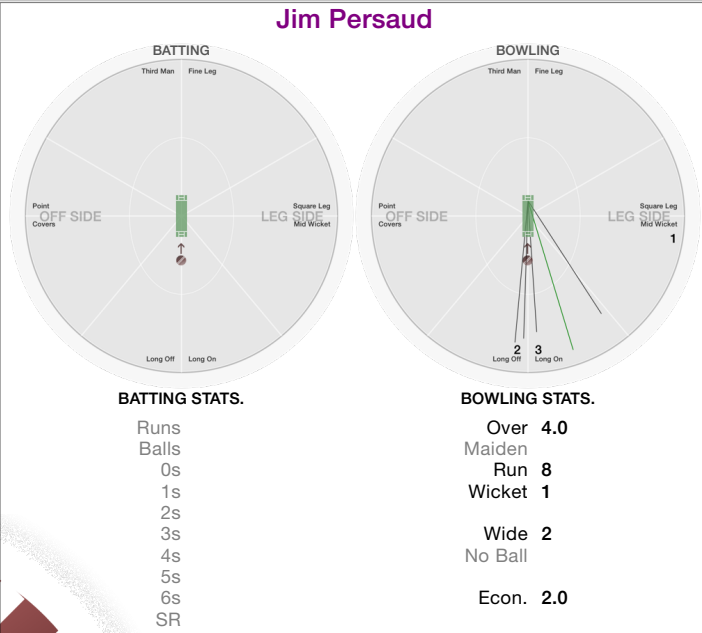 Jim Persaud
BATTING
Third Man Fine Leg
Point
OFF SIDE
Covers
Square Leg
LEG SIDE
Mid Wicket
Long Off Long On
BOWLING
Third Man Fine Leg
Point
OFF SIDE
Covers
Square Leg
LEG SIDE
Mid Wicket
1
2 3
Long Off Long On
BATTING STATS.
Runs
Balls
0s
1s
2s
3s
4s
5s
6s
SR
BOWLING STATS.
Over 4.0
Maiden
Run 8
Wicket 1
Wide 2
No Ball
Econ. 2.0